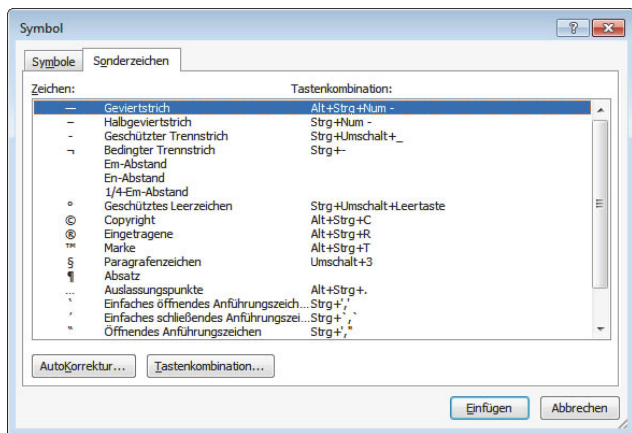 Symbol
Symbole Sonderzeichen
Zeichen: Tastenkombination:
— Geviertstrich Alt+Strg+Num -
– Halbgeviertstrich Strg+Num -
- Geschützter Trennstrich Strg+Umschalt+_
¬ Bedingter Trennstrich Strg+-
Em-Abstand
En-Abstand
1/4-Em-Abstand
° Geschütztes Leerzeichen Strg+Umschalt+Leertaste
© Copyright Alt+Strg+C
® Eingetragene Alt+Strg+R
™ Marke Alt+Strg+T
§ Paragrafenzeichen Umschalt+3
¶ Absatz
… Auslassungspunkte Alt+Strg+.
‛ Einfaches öffnendes Anführungszeich... Strg+','
′ Einfaches schließendes Anführungszei... Strg+`,`
‟ Öffnendes Anführungszeichen Strg+',"
AutoKorrektur... Tastenkombination...
Einfügen Abbrechen